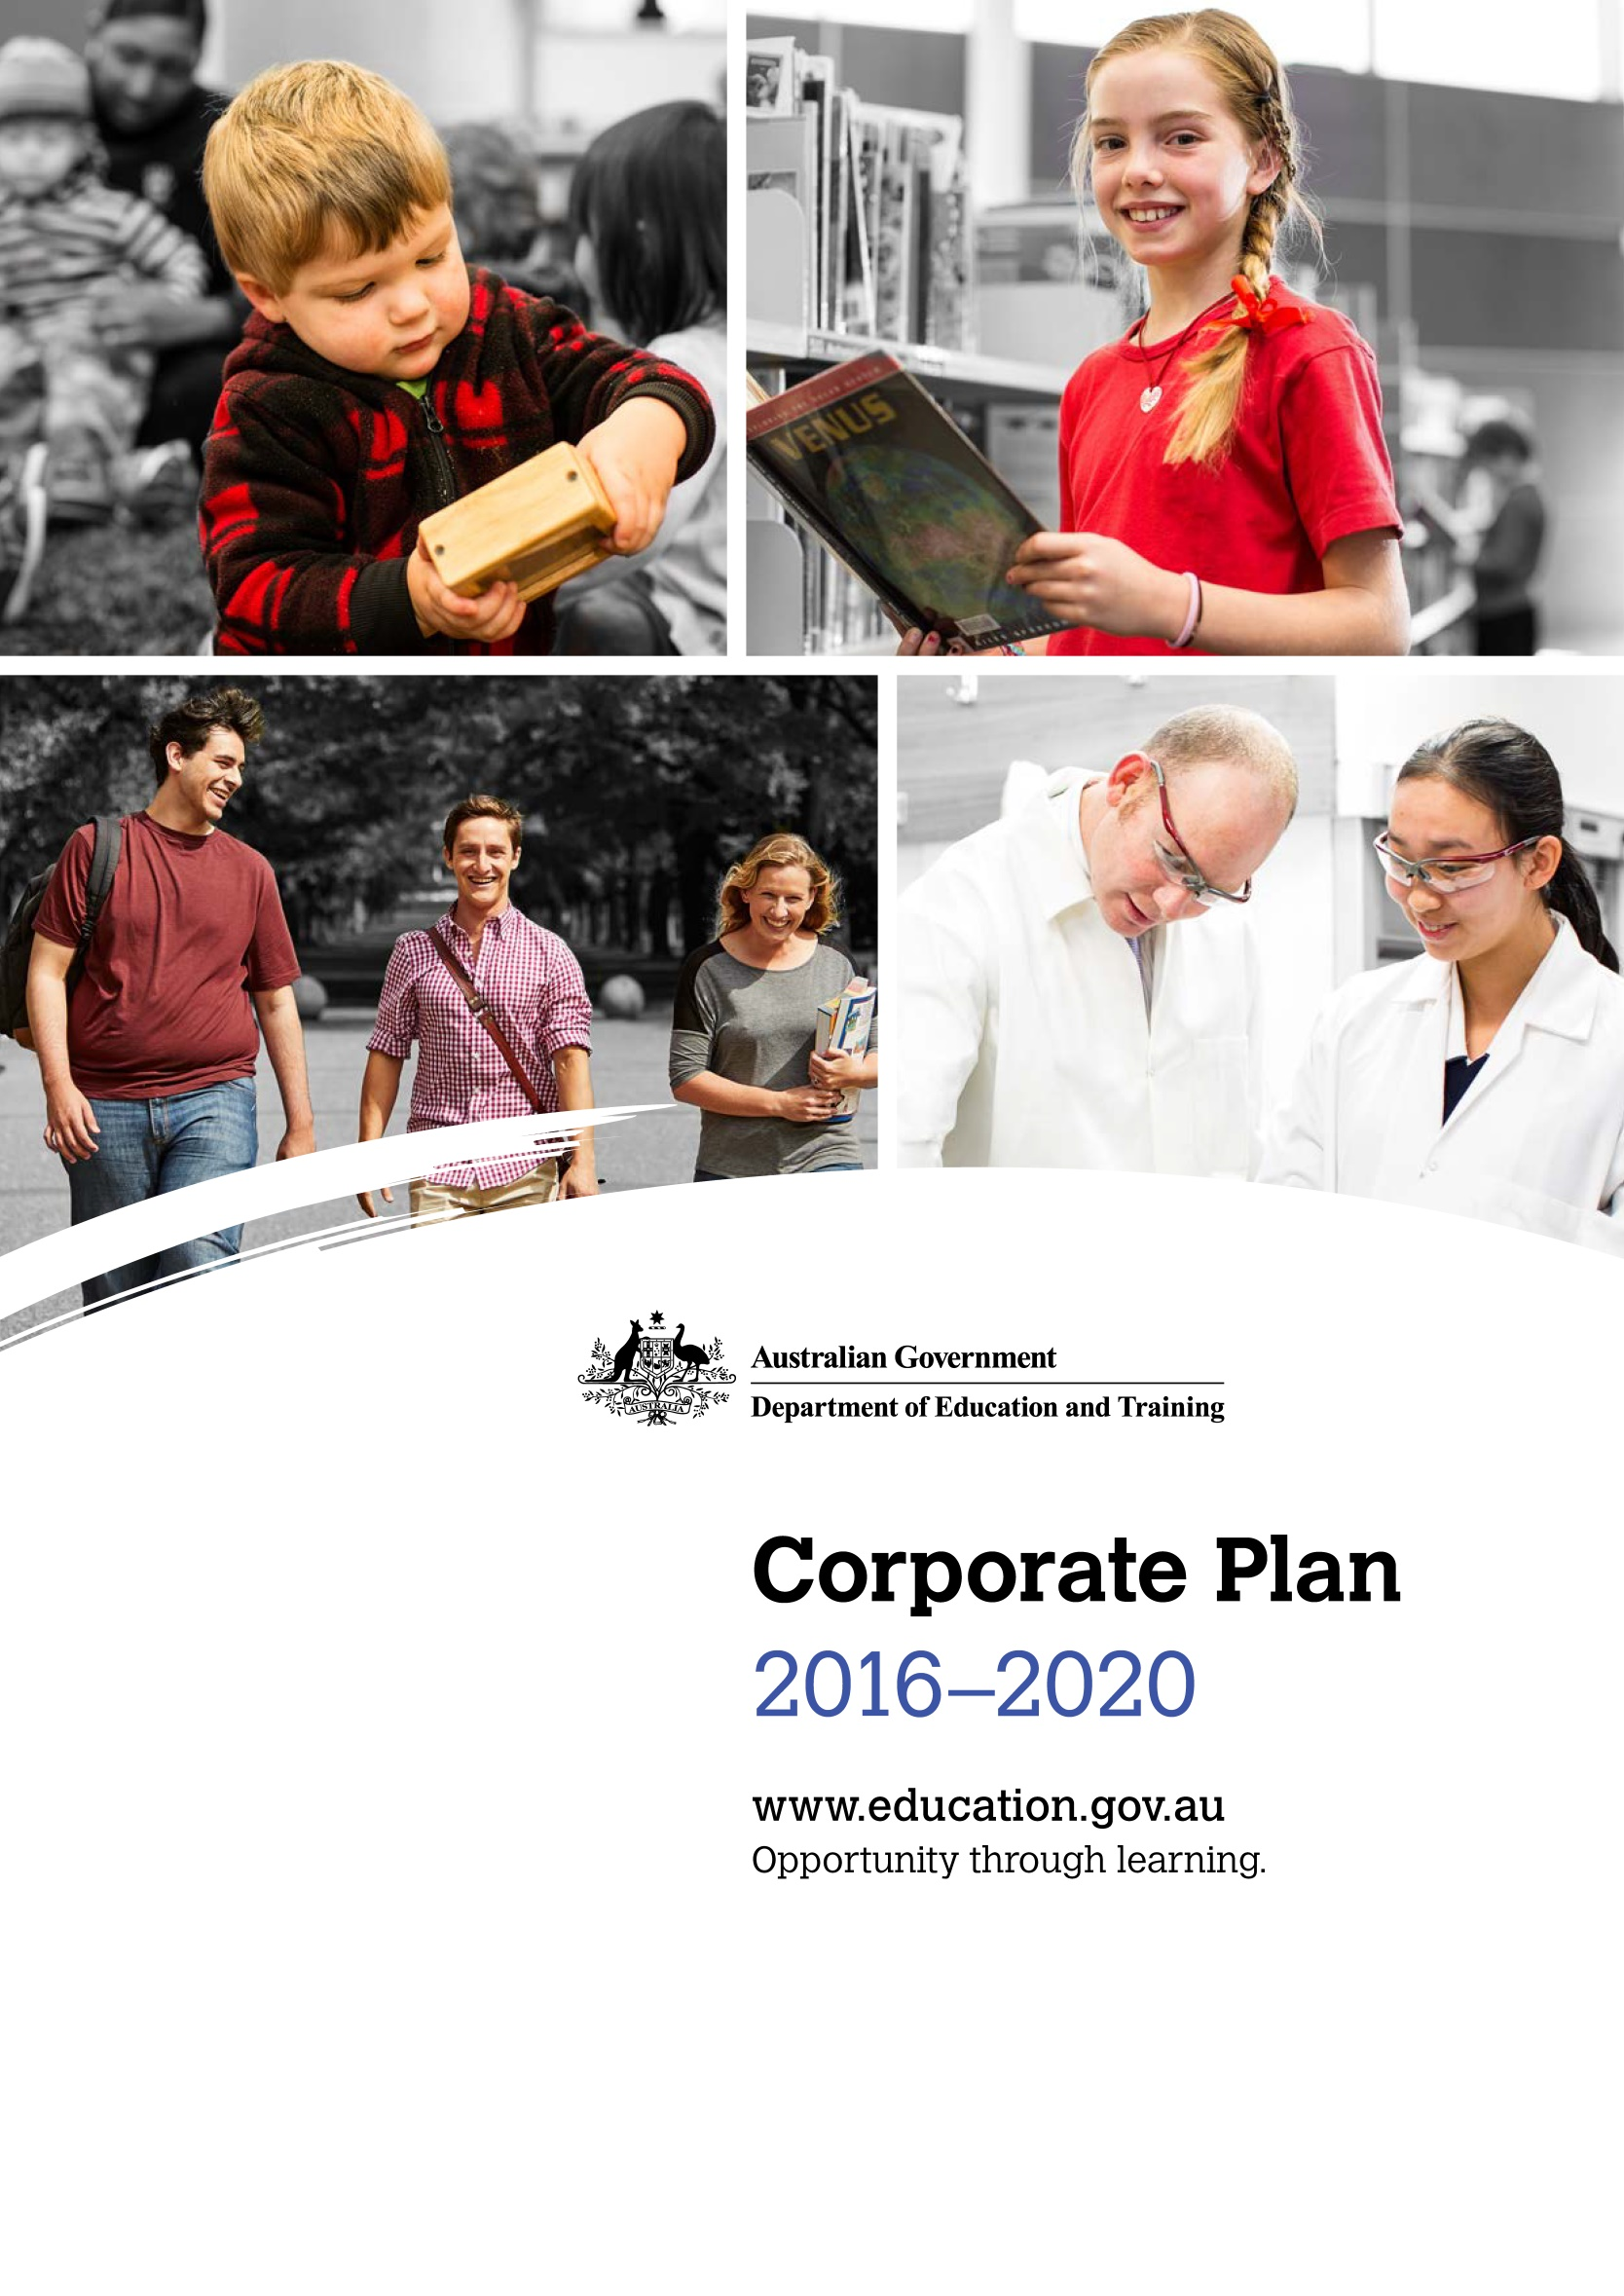 VENUS
AUSTRALIA
Australian Government
Department of Education and Training
Corporate Plan
2016–2020
www.education.gov.au
Opportunity through learning.